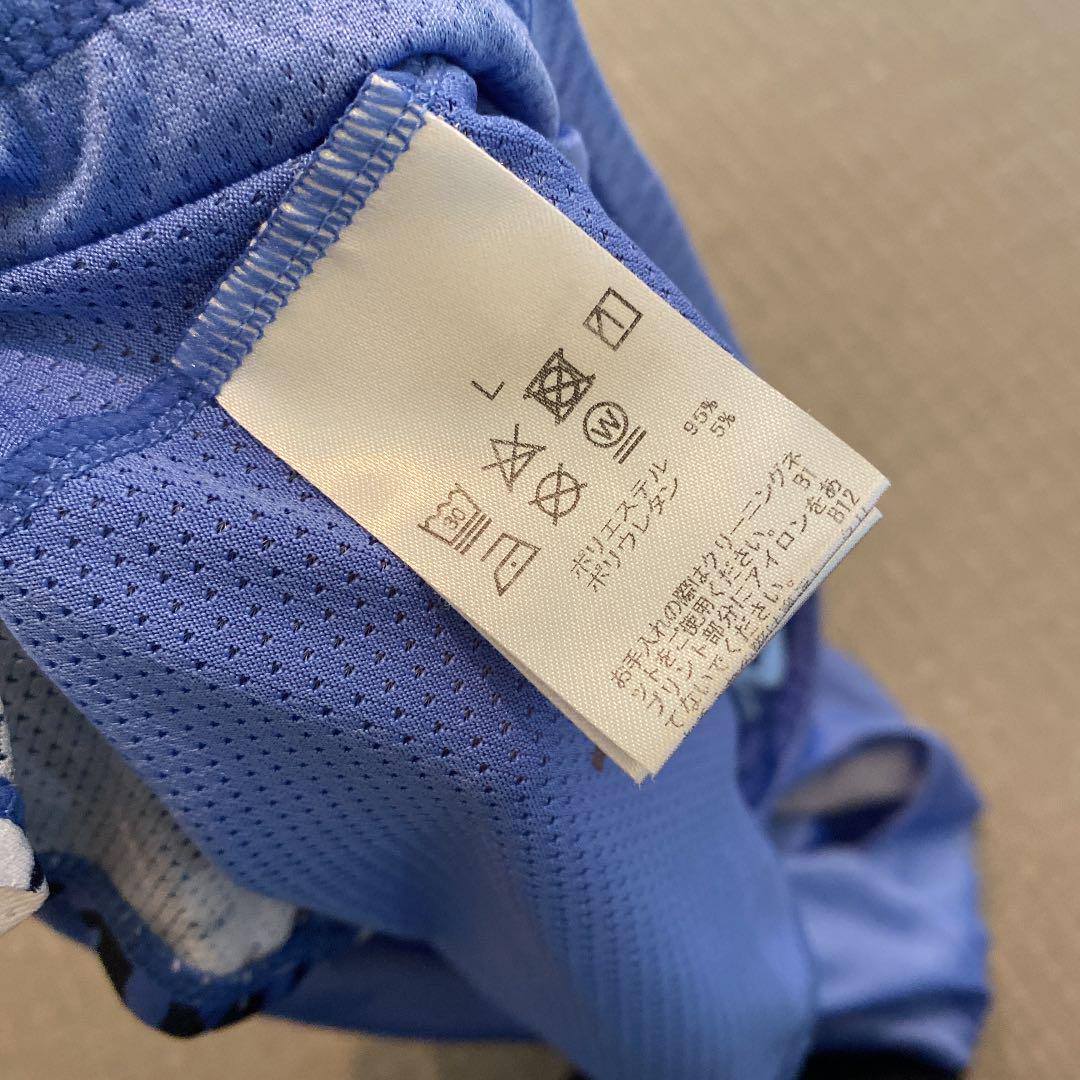 L
30
W
ポリエステル 95%
ポリウレタン 5%
お手入れの際はクリーニングネ
ットをご使用ください。 B1
プリント部分にアイロンをあ
てないでください。 B12